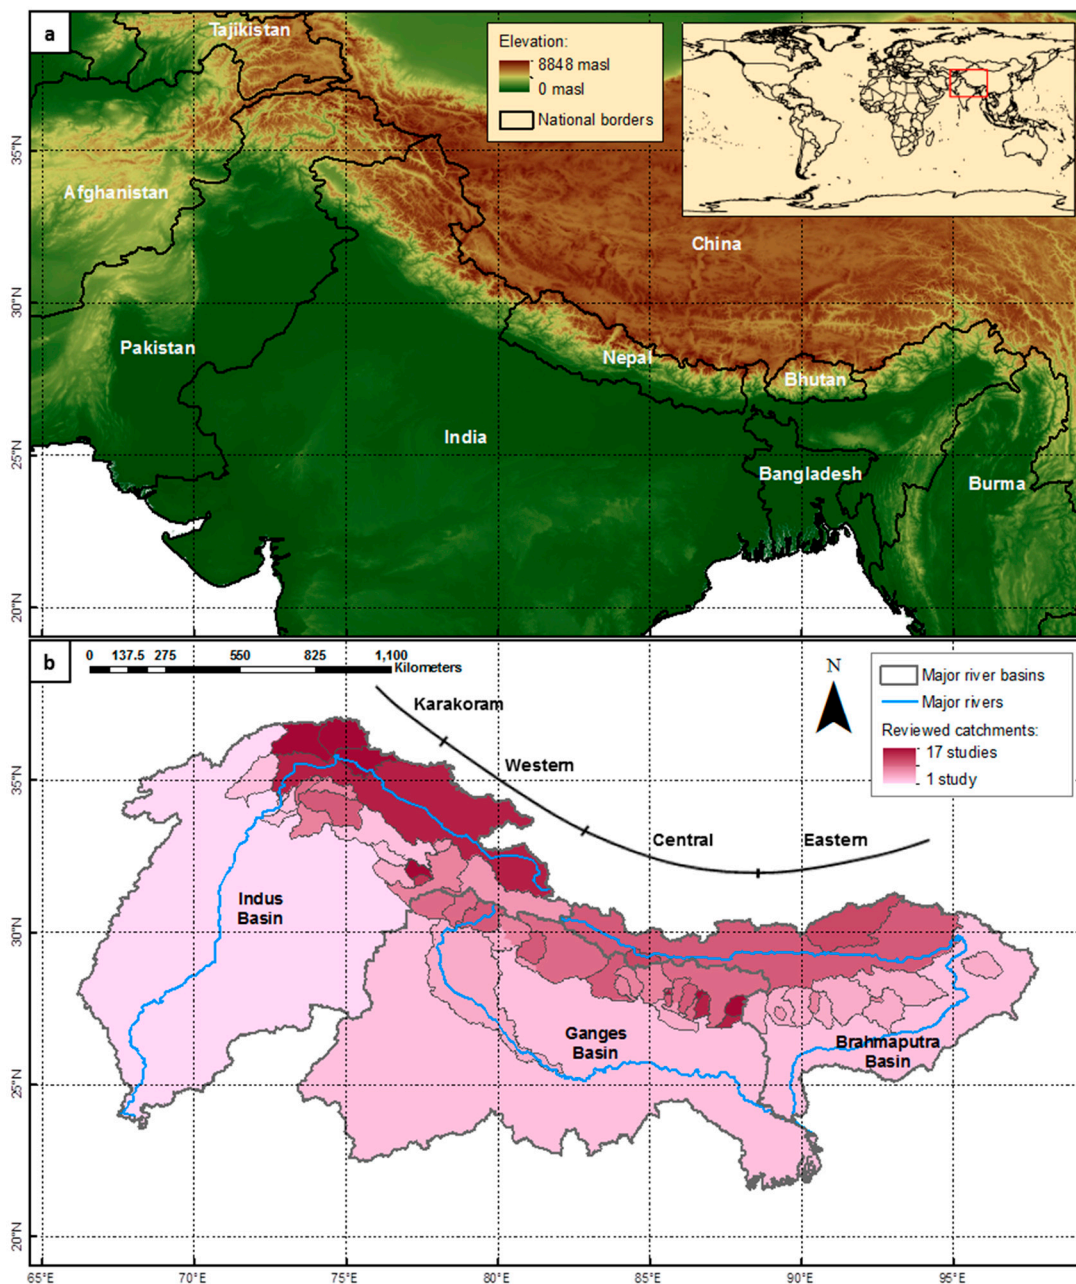 a
Tajikistan
Elevation:
8848 masl
0 masl
National borders
35°N
Afghanistan
China
30°N
Pakistan
Nepal
Bhutan
India
25°N
Bangladesh
Burma
20°N
b
0 137.5 275 550 825 1,100
Kilometers
N
Major river basins
Major rivers
Reviewed catchments:
17 studies
1 study
Karakoram
Western
35°N
Central
Eastern
Indus
Basin
30°N
Ganges
Basin
Brahmaputra
Basin
25°N
20°N
65°E 70°E 75°E 80°E 85°E 90°E 95°E